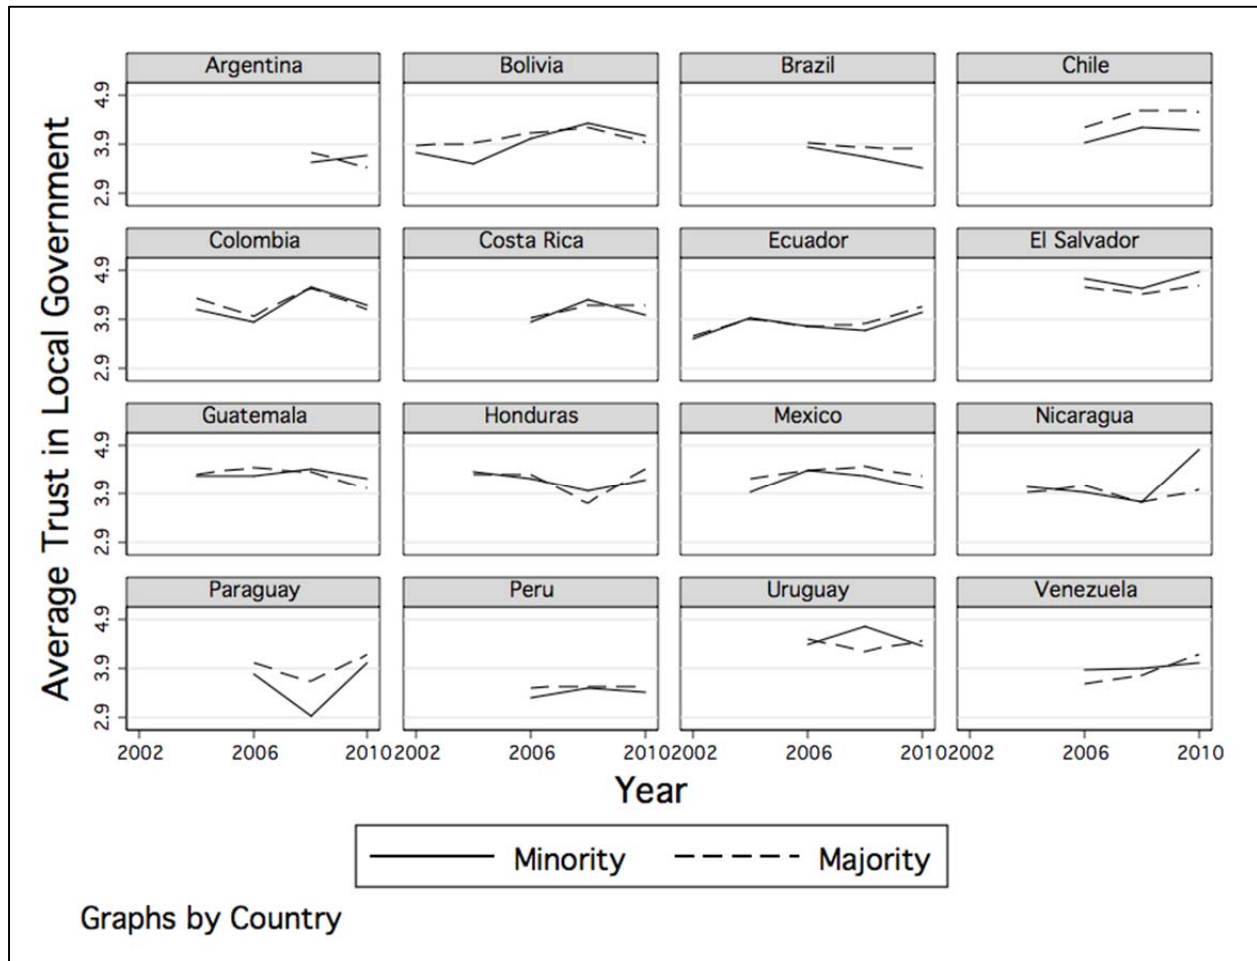 Argentina Bolivia Brazil Chile
4.9
3.9
2.9
Colombia Costa Rica Ecuador El Salvador
4.9
3.9
2.9
Guatemala Honduras Mexico Nicaragua
4.9
3.9
2.9
Paraguay Peru Uruguay Venezuela
4.9
3.9
2.9
Average Trust in Local Government
2002 2006 2010 2002 2006 2010 2002 2006 2010 2002 2006 2010
Year
Minority Majority
Graphs by Country